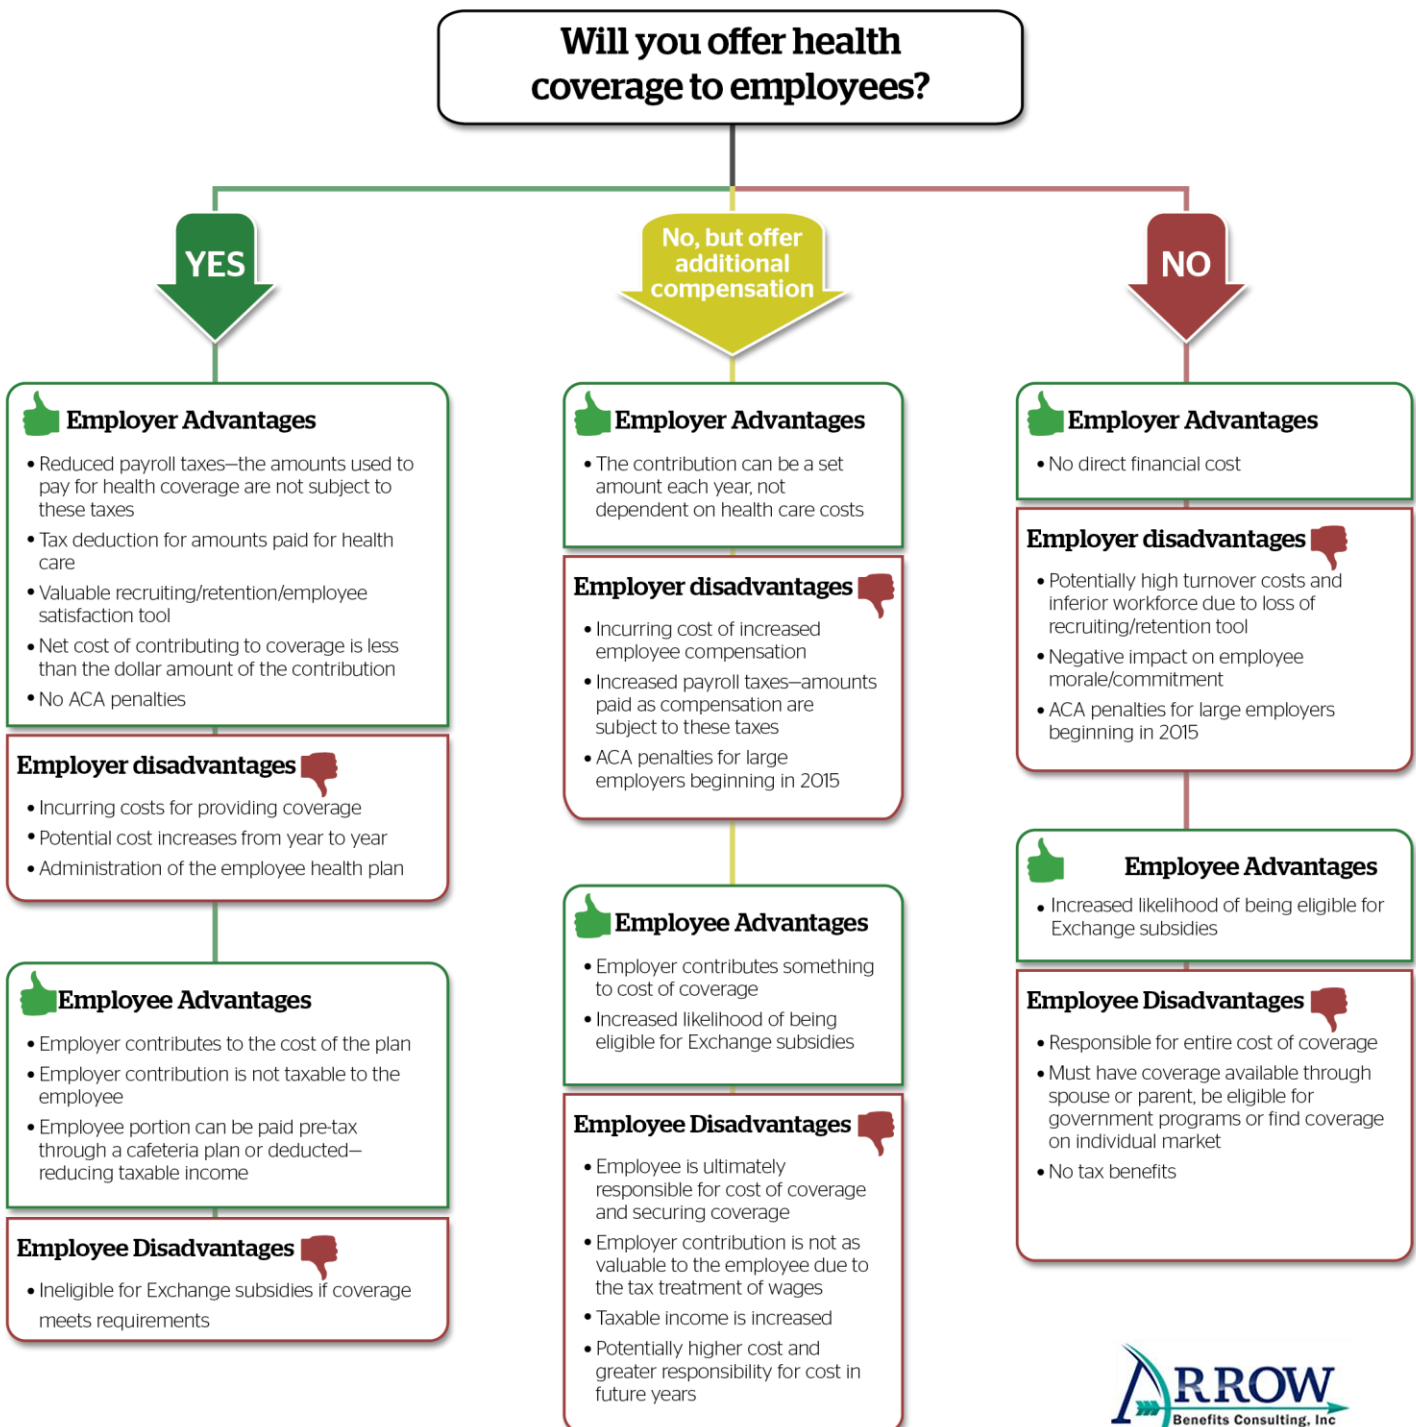 Will you offer health
coverage to employees?
YES
No, but offer
additional
compensation
NO
Employer Advantages
• Reduced payroll taxes—the amounts used to
pay for health coverage are not subject to
these taxes
• Tax deduction for amounts paid for health
care
• Valuable recruiting/retention/employee
satisfaction tool
• Net cost of contributing to coverage is less
than the dollar amount of the contribution
• No ACA penalties
Employer disadvantages
• Incurring costs for providing coverage
• Potential cost increases from year to year
• Administration of the employee health plan
Employee Advantages
• Employer contributes to the cost of the plan
• Employer contribution is not taxable to the
employee
• Employee portion can be paid pre-tax
through a cafeteria plan or deducted—
reducing taxable income
Employee Disadvantages
• Ineligible for Exchange subsidies if coverage
meets requirements
Employer Advantages
• The contribution can be a set
amount each year, not
dependent on health care costs
Employer disadvantages
• Incurring cost of increased
employee compensation
• Increased payroll taxes—amounts
paid as compensation are
subject to these taxes
• ACA penalties for large
employers beginning in 2015
Employee Advantages
• Employer contributes something
to cost of coverage
• Increased likelihood of being
eligible for Exchange subsidies
Employee Disadvantages
• Employee is ultimately
responsible for cost of coverage
and securing coverage
• Employer contribution is not as
valuable to the employee due to
the tax treatment of wages
• Taxable income is increased
• Potentially higher cost and
greater responsibility for cost in
future years
Employer Advantages
• No direct financial cost
Employer disadvantages
• Potentially high turnover costs and
inferior workforce due to loss of
recruiting/retention tool
• Negative impact on employee
morale/commitment
• ACA penalties for large employers
beginning in 2015
Employee Advantages
• Increased likelihood of being eligible for
Exchange subsidies
Employee Disadvantages
• Responsible for entire cost of coverage
• Must have coverage available through
spouse or parent, be eligible for
government programs or find coverage
on individual market
• No tax benefits
ARROW
Benefits Consulting, Inc